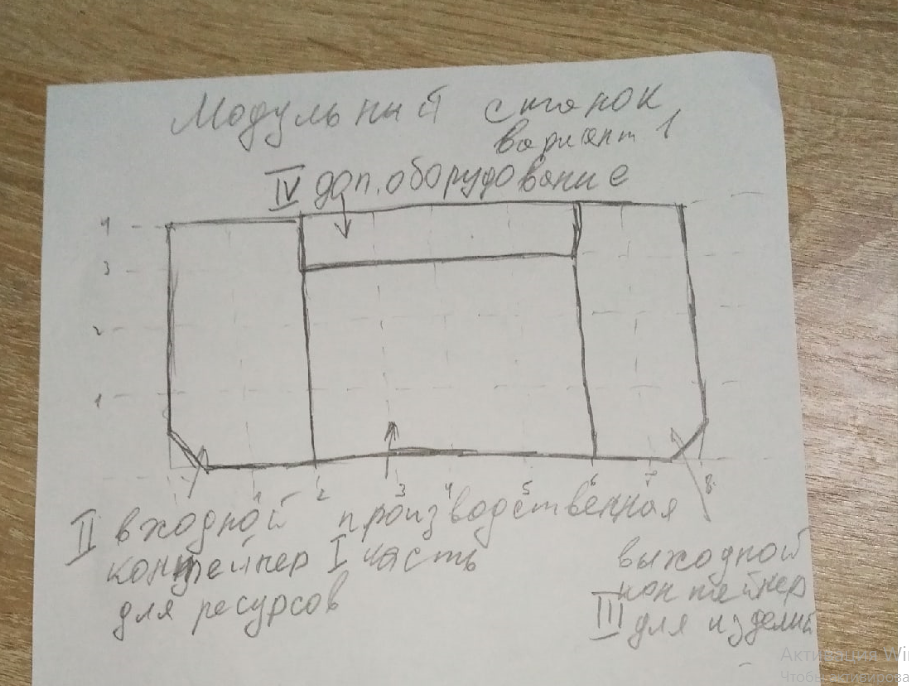 Модульный станок
вариант 1
IV доп. оборудование
4
3
2
1
1 2 3 4 5 6 7 8
II входной производственная
контейнер I часть
для ресурсов
выходной
контейнер
III для изделий
Активация Wi
Чтобы активирова